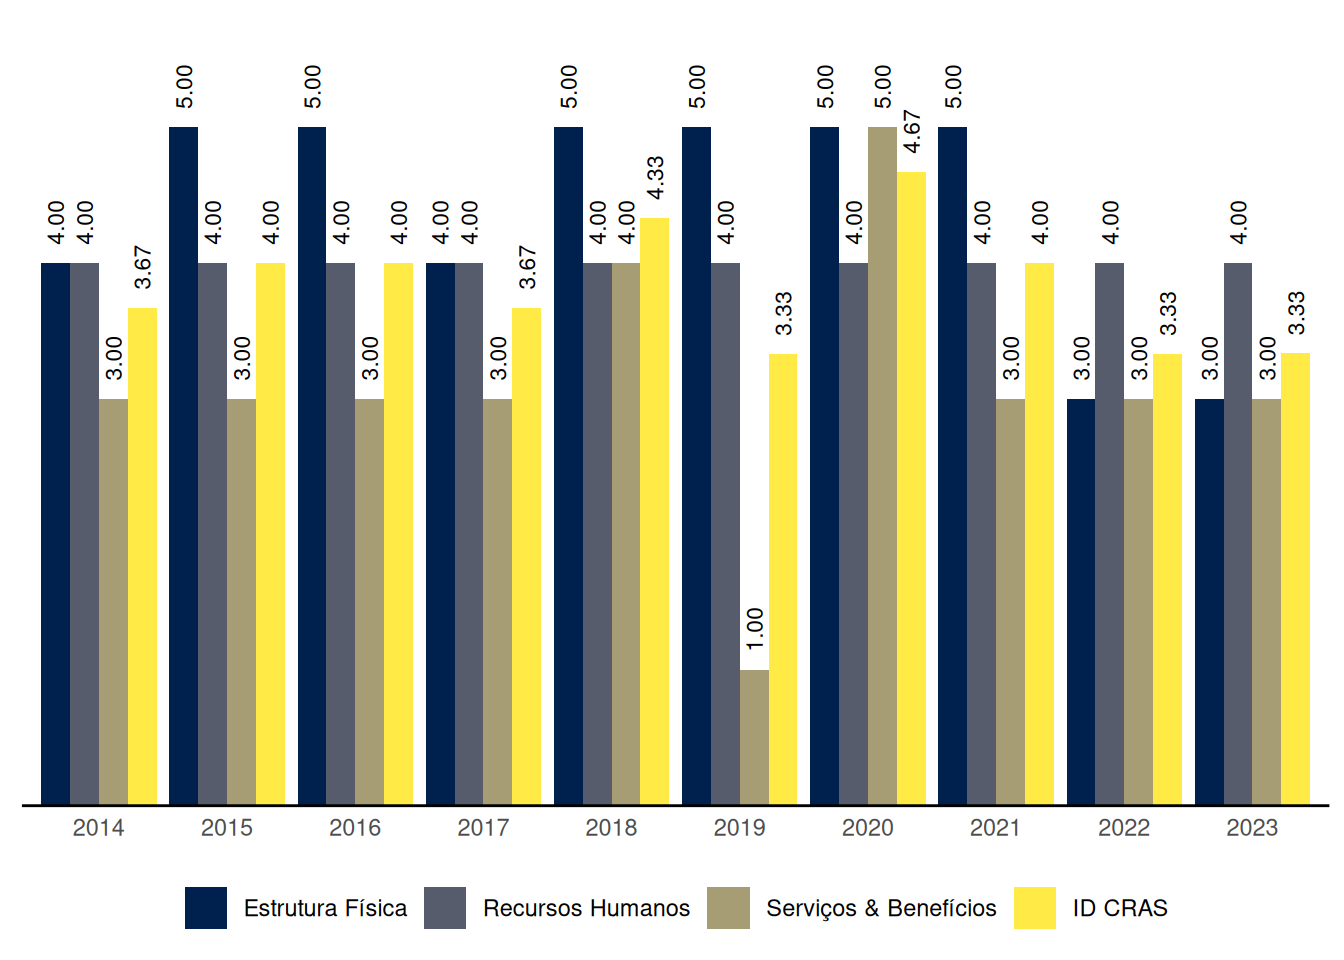 4.00 4.00 3.00 3.67 5.00 4.00 3.00 4.00 5.00 4.00 3.00 4.00 4.00 4.00 3.00 3.67 5.00 4.00 4.00 4.33 5.00 4.00 1.00 3.33 5.00 4.00 5.00 4.67 5.00 4.00 3.00 4.00 3.00 4.00 3.00 3.33 3.00 4.00 3.00 3.33
2014 2015 2016 2017 2018 2019 2020 2021 2022 2023
Estrutura Física Recursos Humanos Serviços & Benefícios ID CRAS